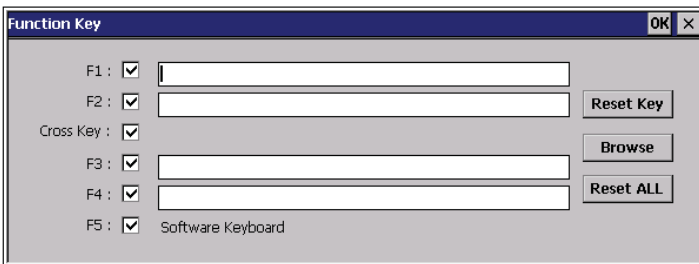 Function Key OK ×
F1 :
F2 : Reset Key
Cross Key :
Browse
F3 :
F4 : Reset ALL
F5 : Software Keyboard